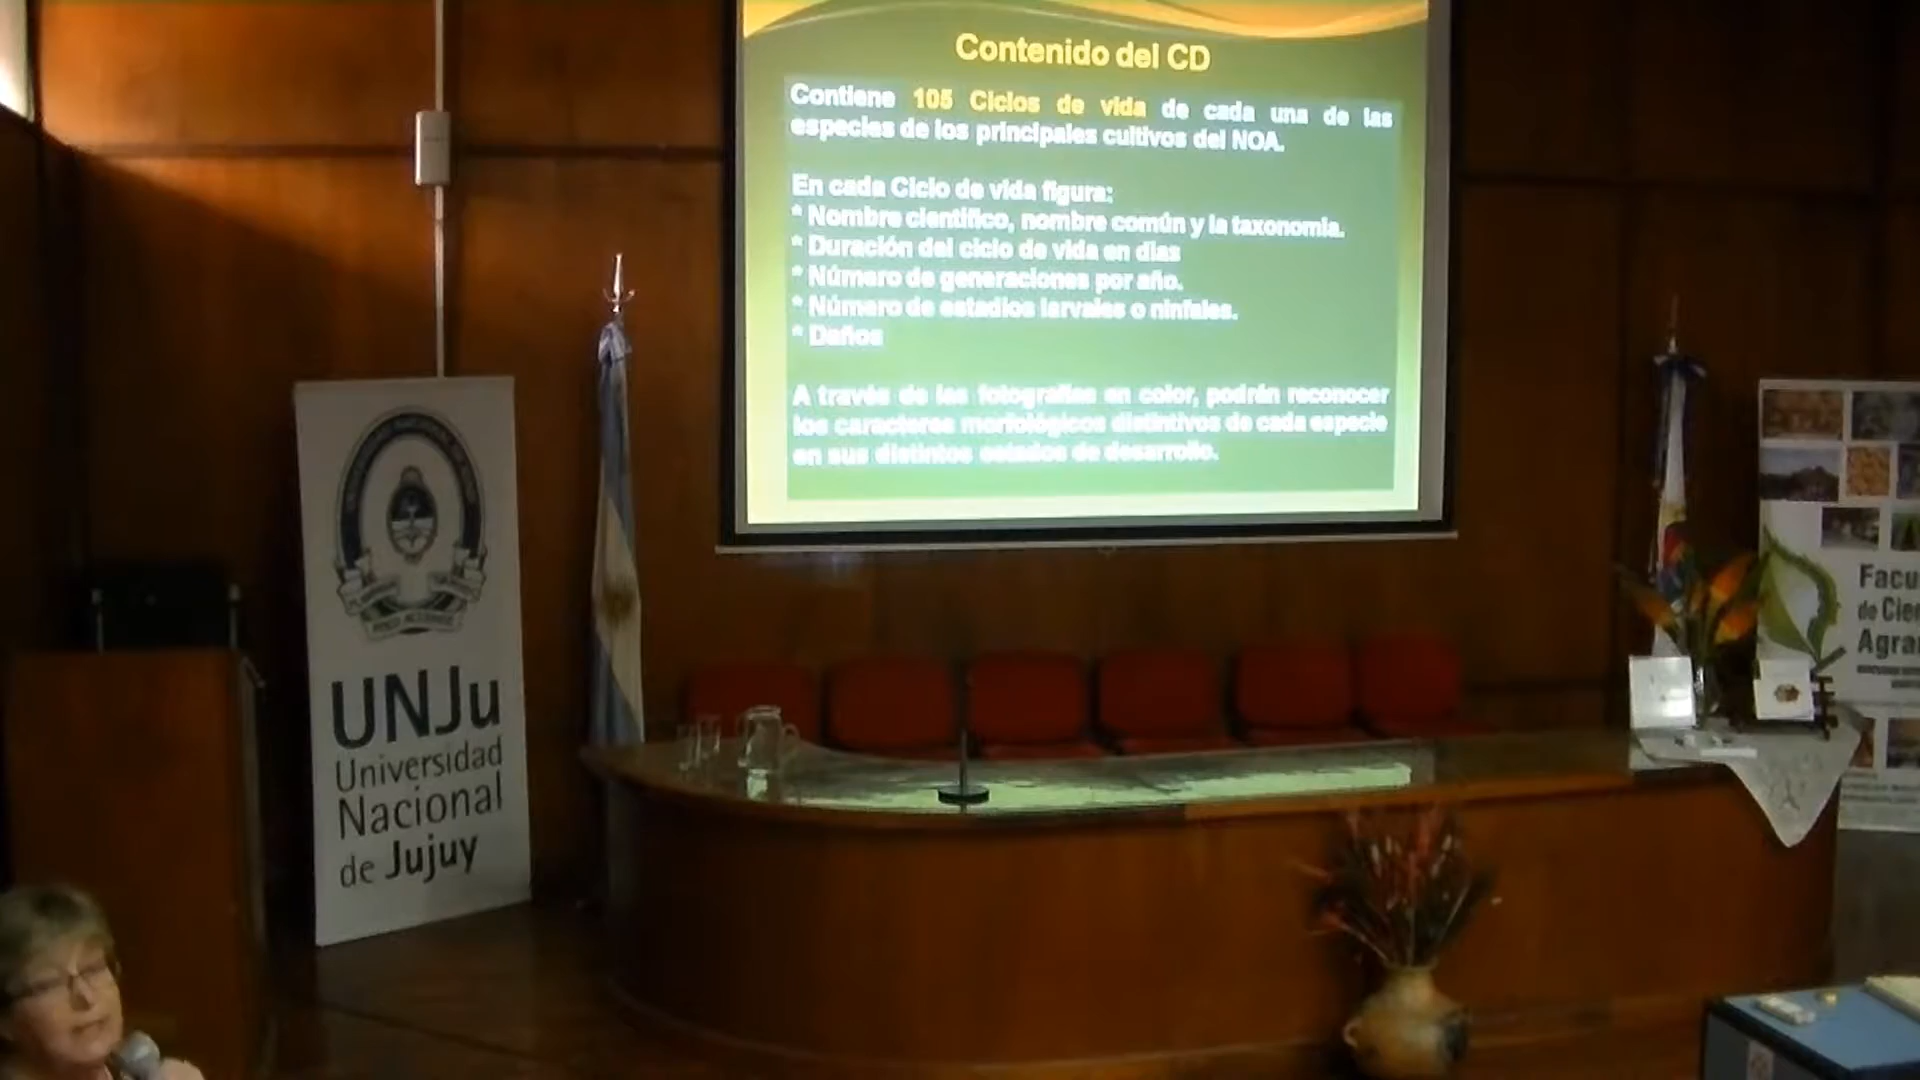 Contenido del CD
Contiene 105 Ciclos de vida de cada una de las
especies de los principales cultivos del NOA.
En cada Ciclo de vida figura:
* Nombre científico, nombre común y la taxonomia.
* Duración del ciclo de vida en días
* Número de generaciones por año.
* Número de estadios larvales o ninfales.
* Daños
A través de las fotografías en color, podrán reconocer
los caracteres morfológicos distintivos de cada especie
en sus distintos estados de desarrollo.
UNJu
Universidad
Nacional
de Jujuy
Facu
de Cie
Agra